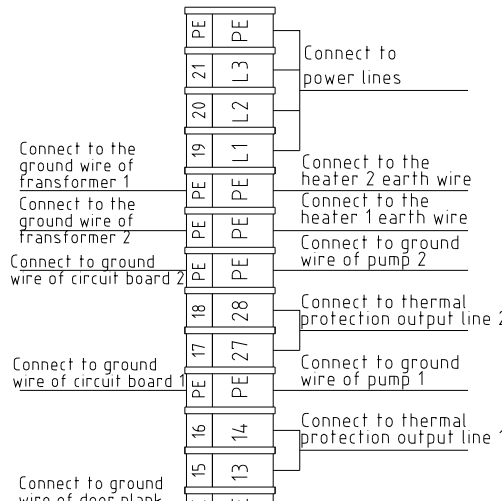 PE PE
21 L3
Connect to
power lines
20 L2
19 L1
Connect to the
ground wire of
transformer 1
PE PE
Connect to the
heater 2 earth wire
Connect to the
ground wire of
transformer 2
PE PE
Connect to the
heater 1 earth wire
Connect to ground
wire of circuit board 2
PE PE
Connect to ground
wire of pump 2
18 28
Connect to thermal
protection output line 2
17 27
Connect to ground
wire of circuit board 1
PE PE
Connect to ground
wire of pump 1
16 14
Connect to thermal
protection output line 1
15 13
Connect to ground
wire of door plank